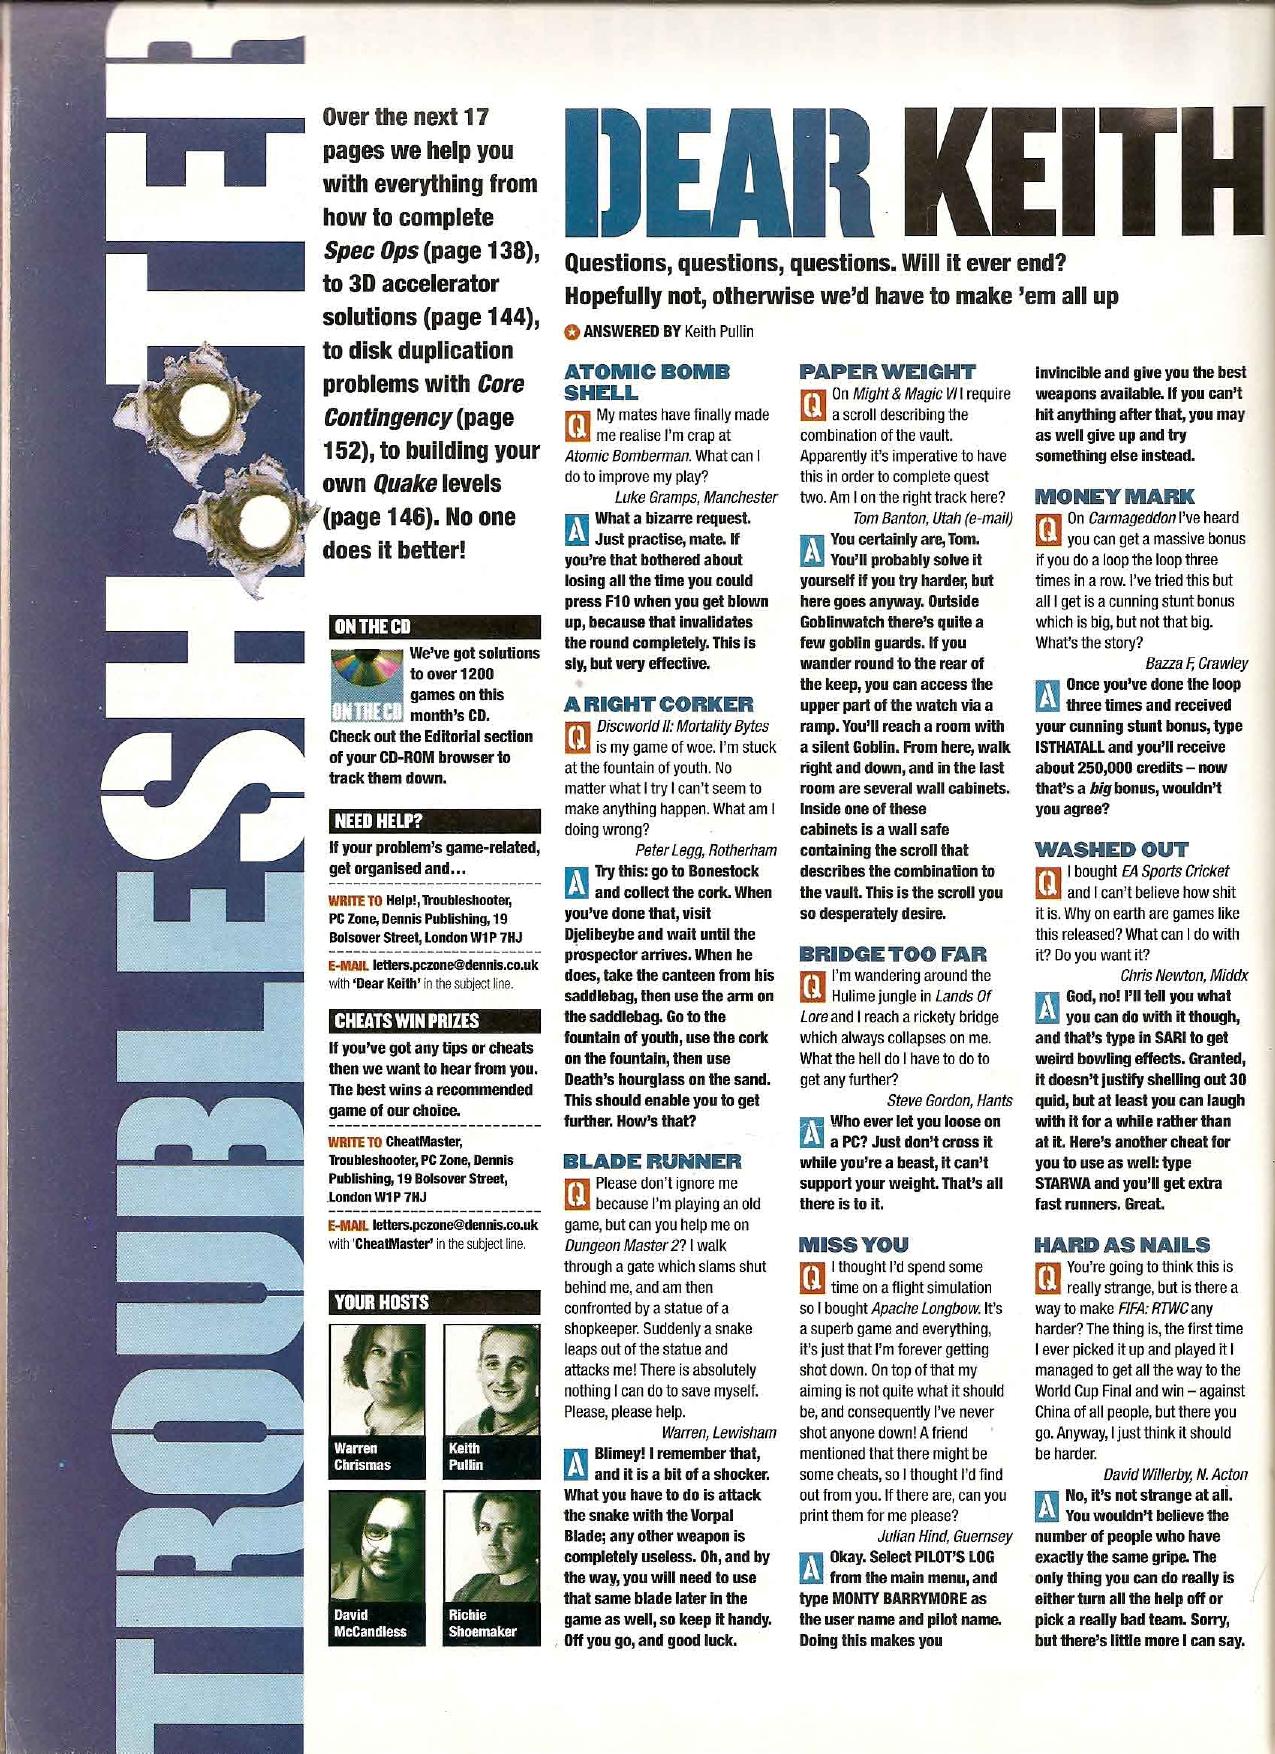 TROUBLESHOOTER
Over the next 17
pages we help you
with everything from
how to complete
Spec Ops (page 138),
to 3D accelerator
solutions (page 144),
to disk duplication
problems with Core
Contingency (page
152), to building your
own Quake levels
(page 146). No one
does it better!
ON THE CD
We've got solutions
to over 1200
games on this
month's CD.
ON THE CD
Check out the Editorial section
of your CD-ROM browser to
track them down.
NEED HELP?
If your problem's game-related,
get organised and...
WRITE TO Help!, Troubleshooter,
PC Zone, Dennis Publishing, 19
Bolsover Street, London W1P 7HJ
E-MAIL letters.pczone@dennis.co.uk
with 'Dear Keith' in the subject line.
CHEATS WIN PRIZES
If you've got any tips or cheats
then we want to hear from you.
The best wins a recommended
game of our choice.
WRITE TO CheatMaster,
Troubleshooter, PC Zone, Dennis
Publishing, 19 Bolsover Street,
London W1P 7HJ
E-MAIL letters.pczone@dennis.co.uk
with 'CheatMaster' in the subject line.
YOUR HOSTS
Warren
Chrismas
Keith
Pullin
David
McCandless
Richie
Shoemaker
DEAR KEITH
Questions, questions, questions. Will it ever end?
Hopefully not, otherwise we'd have to make 'em all up
ANSWERED BY Keith Pullin
ATOMIC BOMB
SHELL
Q My mates have finally made
me realise I'm crap at
Atomic Bomberman. What can I
do to improve my play?
Luke Gramps, Manchester
A What a bizarre request.
Just practise, mate. If
you're that bothered about
losing all the time you could
press F10 when you get blown
up, because that invalidates
the round completely. This is
sly, but very effective.
A RIGHT CORKER
Q Discworld II: Mortality Bytes
is my game of woe. I'm stuck
at the fountain of youth. No
matter what I try I can't seem to
make anything happen. What am I
doing wrong?
Peter Legg, Rotherham
A Try this: go to Bonestock
and collect the cork. When
you've done that, visit
Djelibeybe and wait until the
prospector arrives. When he
does, take the canteen from his
saddlebag, then use the arm on
the saddlebag. Go to the
fountain of youth, use the cork
on the fountain, then use
Death's hourglass on the sand.
This should enable you to get
further. How's that?
BLADE RUNNER
Q Please don't ignore me
because I'm playing an old
game, but can you help me on
Dungeon Master 2? I walk
through a gate which slams shut
behind me, and am then
confronted by a statue of a
shopkeeper. Suddenly a snake
leaps out of the statue and
attacks me! There is absolutely
nothing I can do to save myself.
Please, please help.
Warren, Lewisham
A Blimey! I remember that,
and it is a bit of a shocker.
What you have to do is attack
the snake with the Vorpal
Blade; any other weapon is
completely useless. Oh, and by
the way, you will need to use
that same blade later in the
game as well, so keep it handy.
Off you go, and good luck.
PAPER WEIGHT
Q On Might & Magic VI I require
a scroll describing the
combination of the vault.
Apparently it's imperative to have
this in order to complete quest
two. Am I on the right track here?
Tom Banton, Utah (e-mail)
A You certainly are, Tom.
You'll probably solve it
yourself if you try harder, but
here goes anyway. Outside
Goblinwatch there's quite a
few goblin guards. If you
wander round to the rear of
the keep, you can access the
upper part of the watch via a
ramp. You'll reach a room with
a silent Goblin. From here, walk
right and down, and in the last
room are several wall cabinets.
Inside one of these
cabinets is a wall safe
containing the scroll that
describes the combination to
the vault. This is the scroll you
so desperately desire.
BRIDGE TOO FAR
Q I'm wandering around the
Hulime jungle in Lands Of
Lore and I reach a rickety bridge
which always collapses on me.
What the hell do I have to do to
get any further?
Steve Gordon, Hants
A Who ever let you loose on
a PC? Just don't cross it
while you're a beast, it can't
support your weight. That's all
there is to it.
MISS YOU
Q I thought I'd spend some
time on a flight simulation
so I bought Apache Longbow. It's
a superb game and everything,
it's just that I'm forever getting
shot down. On top of that my
aiming is not quite what it should
be, and consequently I've never
shot anyone down! A friend
mentioned that there might be
some cheats, so I thought I'd find
out from you. If there are, can you
print them for me please?
Julian Hind, Guernsey
A Okay. Select PILOT'S LOG
from the main menu, and
type MONTY BARRYMORE as
the user name and pilot name.
Doing this makes you
invincible and give you the best
weapons available. If you can't
hit anything after that, you may
as well give up and try
something else instead.
MONEY MARK
Q On Carmageddon I've heard
you can get a massive bonus
if you do a loop the loop three
times in a row. I've tried this but
all I get is a cunning stunt bonus
which is big, but not that big.
What's the story?
Bazza F, Crawley
A Once you've done the loop
three times and received
your cunning stunt bonus, type
ISTHATALL and you'll receive
about 250,000 credits – now
that's a big bonus, wouldn't
you agree?
WASHED OUT
Q I bought EA Sports Cricket
and I can't believe how shit
it is. Why on earth are games like
this released? What can I do with
it? Do you want it?
Chris Newton, Middx
A God, no! I'll tell you what
you can do with it though,
and that's type in SARI to get
weird bowling effects. Granted,
it doesn't justify shelling out 30
quid, but at least you can laugh
with it for a while rather than
at it. Here's another cheat for
you to use as well: type
STARWA and you'll get extra
fast runners. Great.
HARD AS NAILS
Q You're going to think this is
really strange, but is there a
way to make FIFA: RTWC any
harder? The thing is, the first time
I ever picked it up and played it I
managed to get all the way to the
World Cup Final and win – against
China of all people, but there you
go. Anyway, I just think it should
be harder.
David Willerby, N. Acton
A No, it's not strange at all.
You wouldn't believe the
number of people who have
exactly the same gripe. The
only thing you can do really is
either turn all the help off or
pick a really bad team. Sorry,
but there's little more I can say.